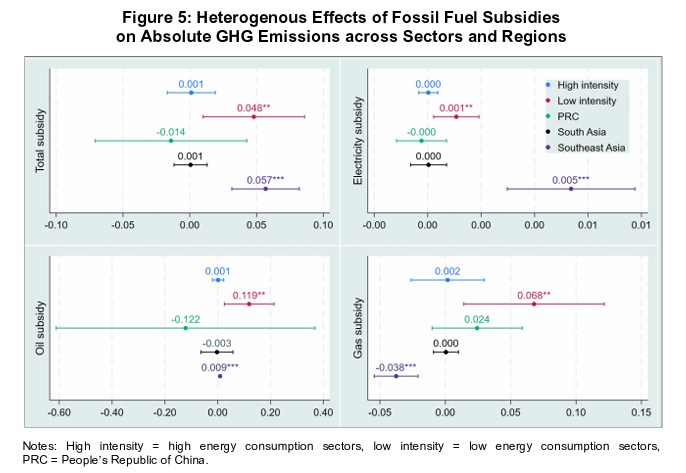 Figure 5: Heterogenous Effects of Fossil Fuel Subsidies
on Absolute GHG Emissions across Sectors and Regions
Total subsidy
0.001
0.048**
-0.014
0.001
0.057***
-0.10 -0.05 0.00 0.05 0.10
Electricity subsidy
0.000
0.001**
-0.000
0.000
0.005***
High intensity
Low intensity
PRC
South Asia
Southeast Asia
-0.00 0.00 0.00 0.00 0.01 0.01
Oil subsidy
0.001
0.119**
-0.122
-0.003
0.009***
-0.60 -0.40 -0.20 0.00 0.20 0.40
Gas subsidy
0.002
0.068**
0.024
0.000
-0.038***
-0.05 0.00 0.05 0.10 0.15
Notes: High intensity = high energy consumption sectors, low intensity = low energy consumption sectors,
PRC = People's Republic of China.